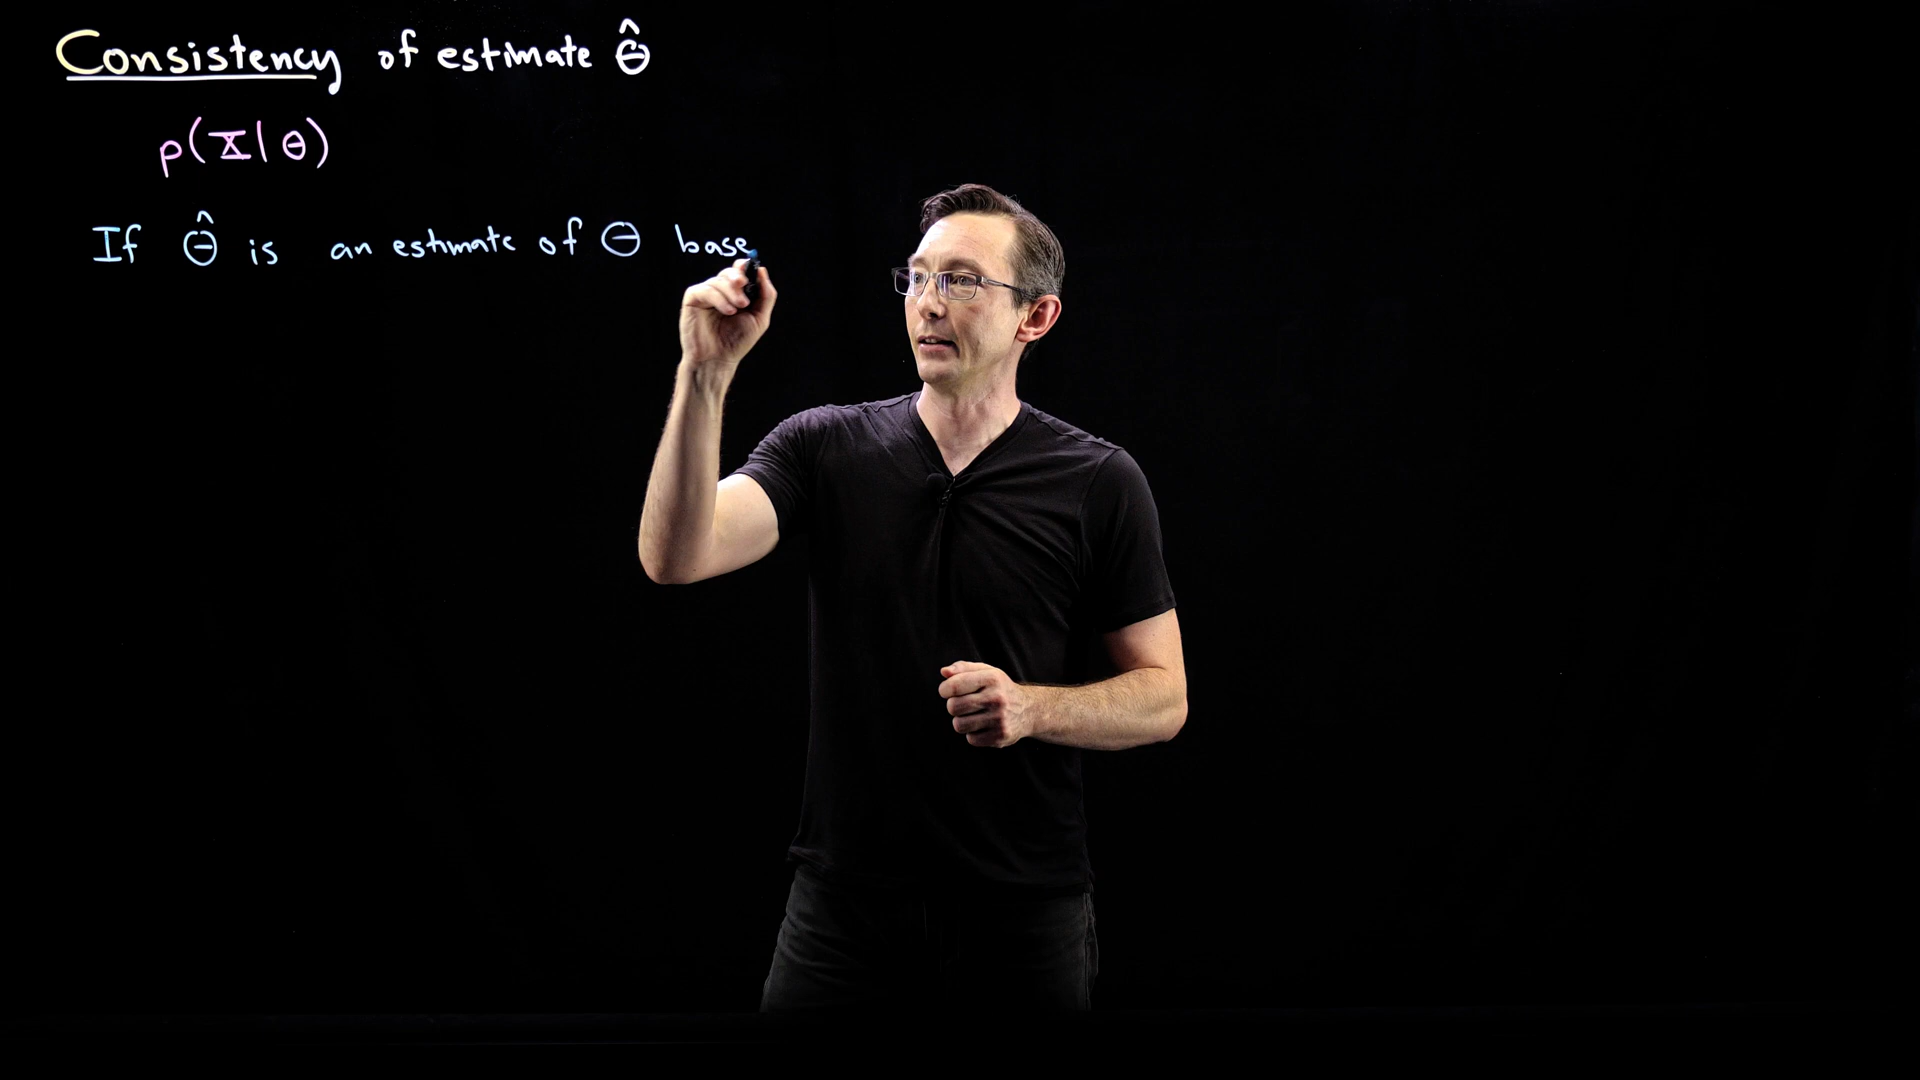 Consistency of estimate θ̂
p(X|θ)
If θ̂ is an estimate of θ base